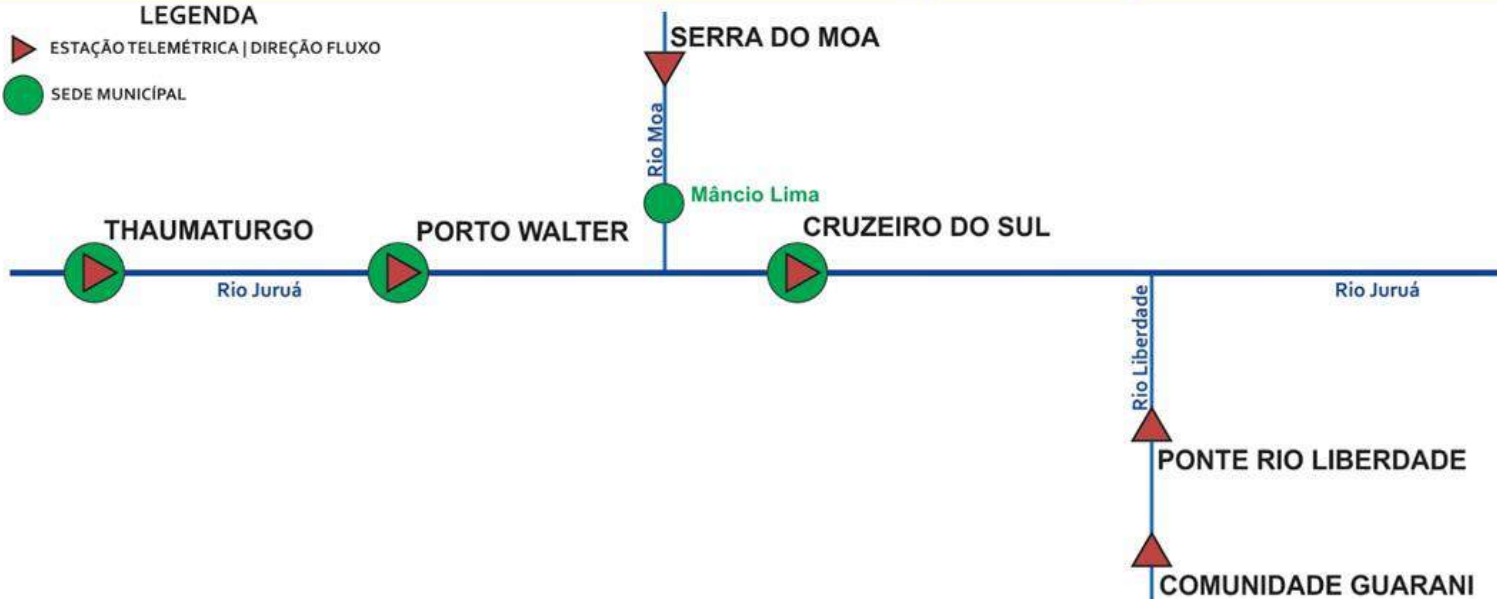 LEGENDA
ESTAÇÃO TELEMÉTRICA | DIREÇÃO FLUXO
SEDE MUNICÍPAL
SERRA DO MOA
Rio Moa
Mâncio Lima
THAUMATURGO
PORTO WALTER
CRUZEIRO DO SUL
Rio Juruá
Rio Juruá
Rio Liberdade
PONTE RIO LIBERDADE
COMUNIDADE GUARANI